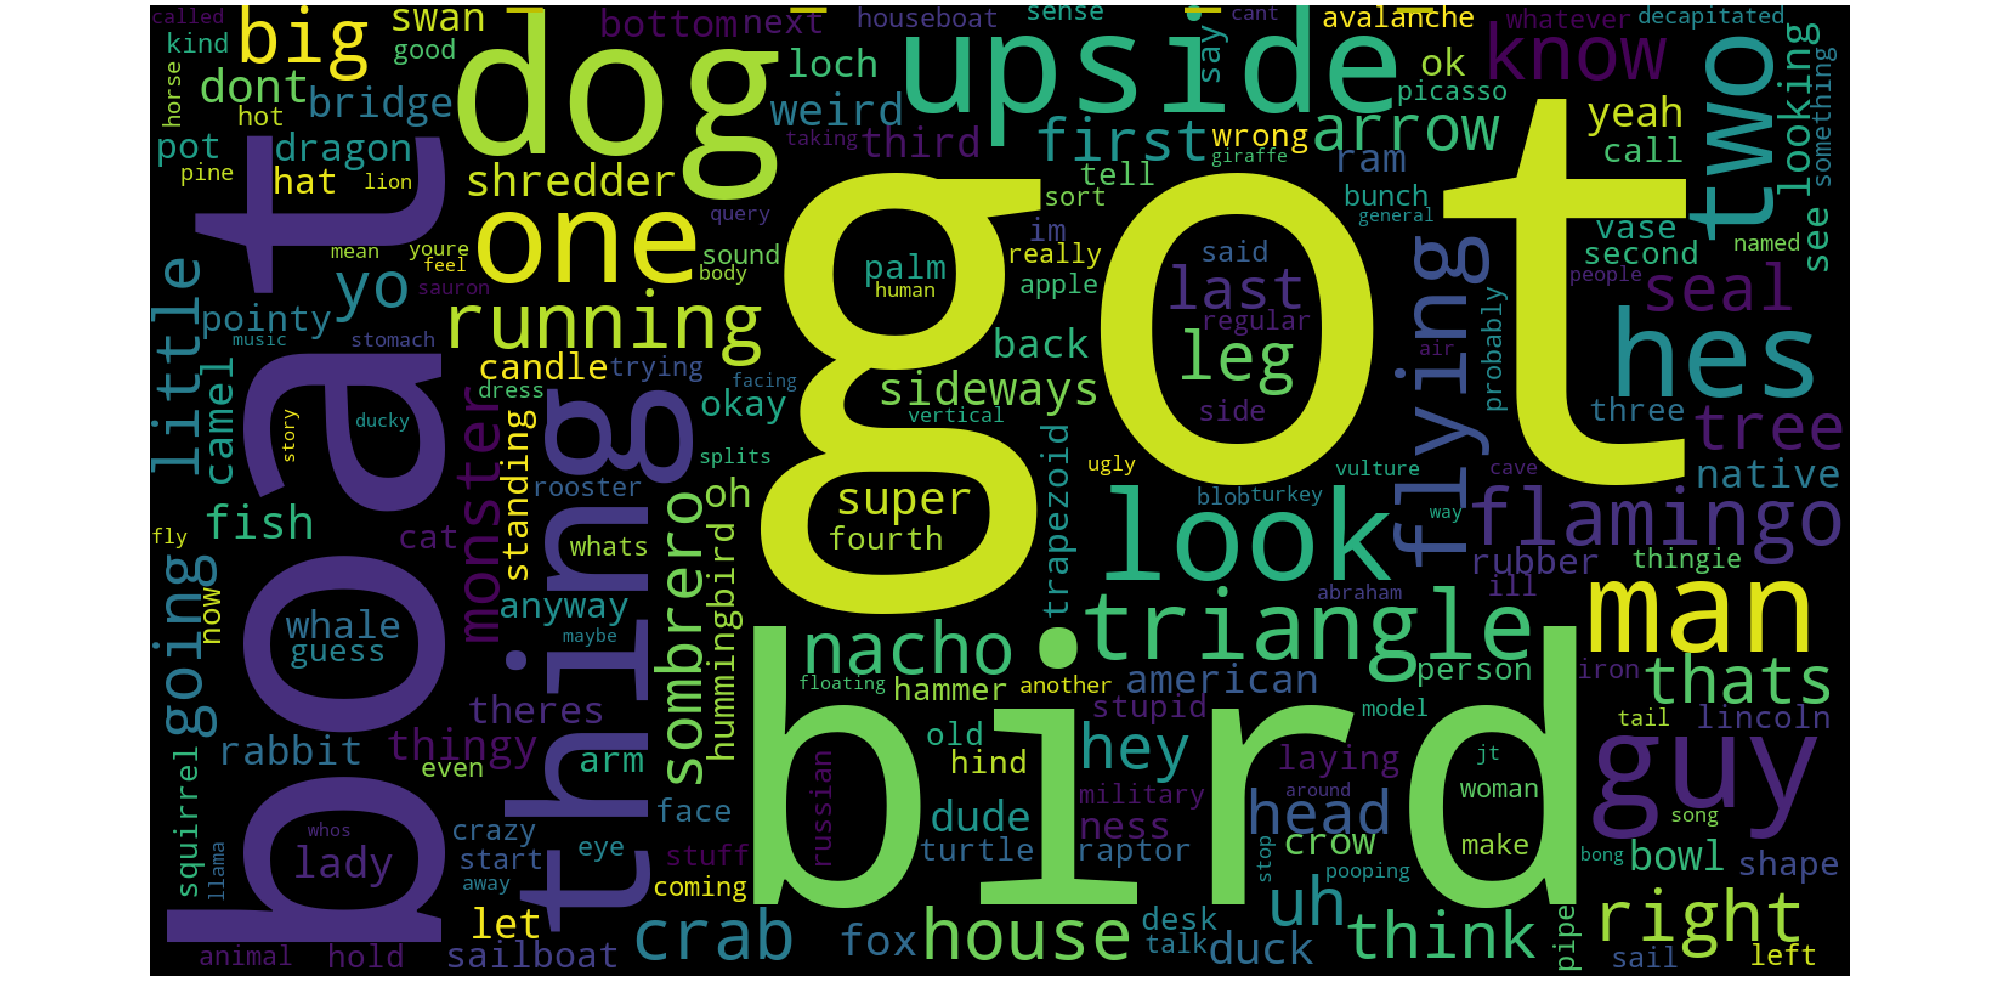 called
kind
big
swan
good
dog
bottom
next
houseboat
sense
upside
say
cant
avalanche
whatever
decapitated
know
two
looking
something
horse
dont
hot
bridge
loch
weird
ok
picasso
yeah
call
pot
pine
dragon
hat
lion
shredder
taking
third
first
wrong
giraffe
arrow
ram
tell
sort
bunch
general
vase
second
see
named
got
boat
one
query
sound
body
im
really
apple
palm
human
said
last
regular
leg
side
flying
probably
people
seal
hes
little
yo
mean
youre
feel
sauron
pointy
music
stomach
running
candle
trying
dress
facing
okay
back
sideways
vertical
air
three
tree
native
camel
story
ducky
monster
standing
thing
splits
rooster
oh
whats
super
fourth
trapezoid
ugly
look
vulture
blob
turkey
cave
way
flamingo
rubber
thingie
ill
abraham
man
fish
fly
cat
going
now
whale
guess
anyway
maybe
sombrero
hummingbird
nacho
triangle
floating
hammer
another
american
person
iron
thats
stupid
model
tail
lincoln
theres
thingy
rabbit
even
arm
old
hind
bird
hey
laying
jt
woman
around
head
guy
song
squirrel
llama
whos
lady
crazy
start
away
eye
face
stuff
russian
coming
dude
turtle
military
ness
raptor
crow
stop
make
pooping
bong
bowl
shape
let
sailboat
animal
hold
crab
fox
house
desk
talk
duck
uh
think
pipe
right
sail
left